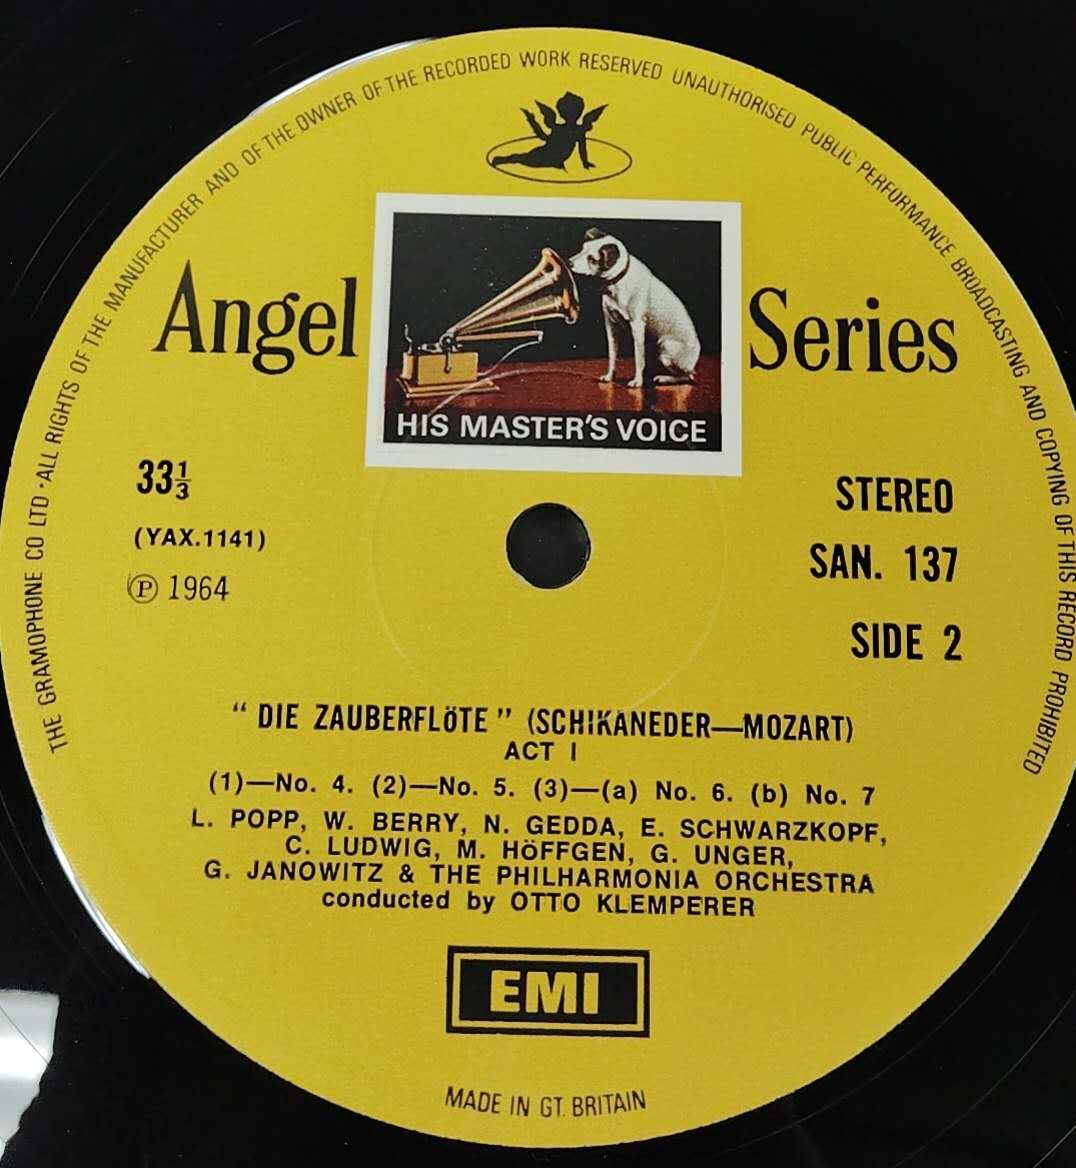 THE GRAMOPHONE CO LTD · ALL RIGHTS OF THE MANUFACTURER AND OF THE OWNER OF THE RECORDED WORK RESERVED UNAUTHORISED PUBLIC PERFORMANCE BROADCASTING AND COPYING OF THIS RECORD PROHIBITED
Angel Series
HIS MASTER'S VOICE
33⅓
STEREO
(YAX.1141)
SAN. 137
℗ 1964
SIDE 2
“ DIE ZAUBERFLöTE ” (SCHIKANEDER—MOZART)
ACT I
(1)—No. 4. (2)—No. 5. (3)—(a) No. 6. (b) No. 7
L. POPP, W. BERRY, N. GEDDA, E. SCHWARZKOPF,
C. LUDWIG, M. HöFFGEN, G. UNGER,
G. JANOWITZ & THE PHILHARMONIA ORCHESTRA
conducted by OTTO KLEMPERER
EMI
MADE IN GT. BRITAIN